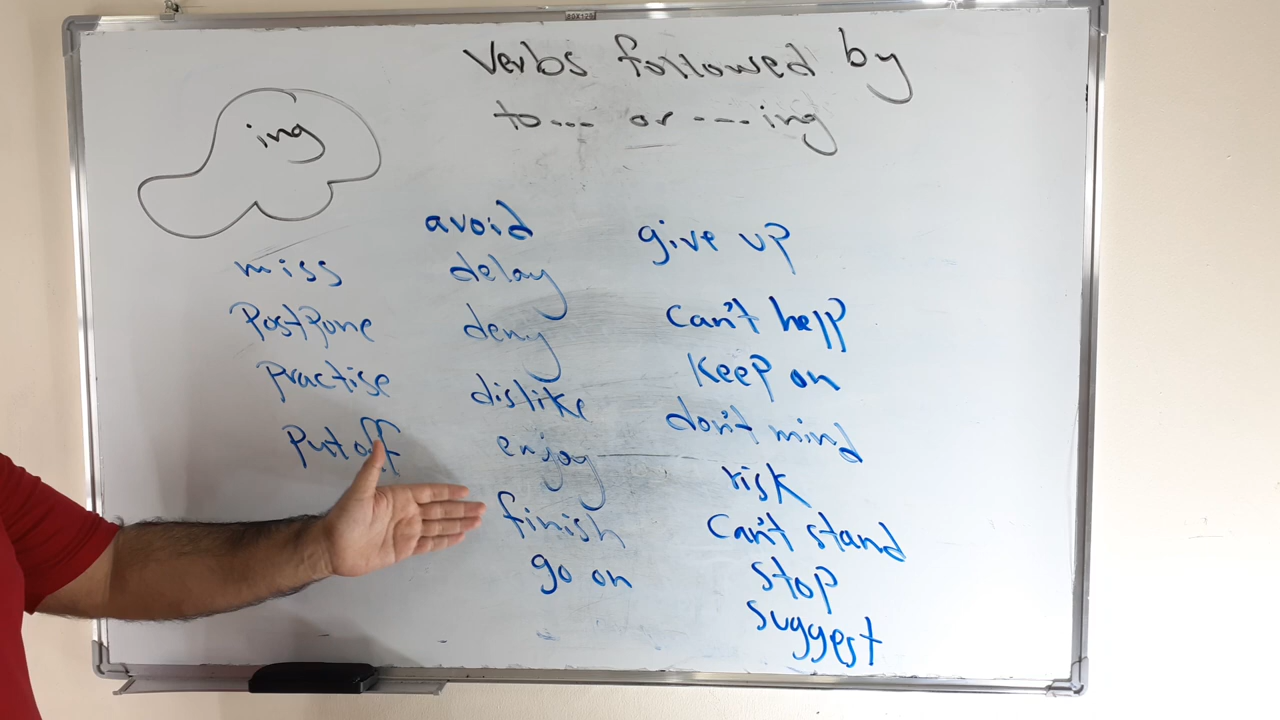 Verbs followed by
to... or ---- ing
ing
miss
Postpone
Practise
Put off
avoid
delay
deny
dislike
enjoy
finish
go on
give up
can't help
Keep on
don't mind
risk
Can't stand
Stop
suggest